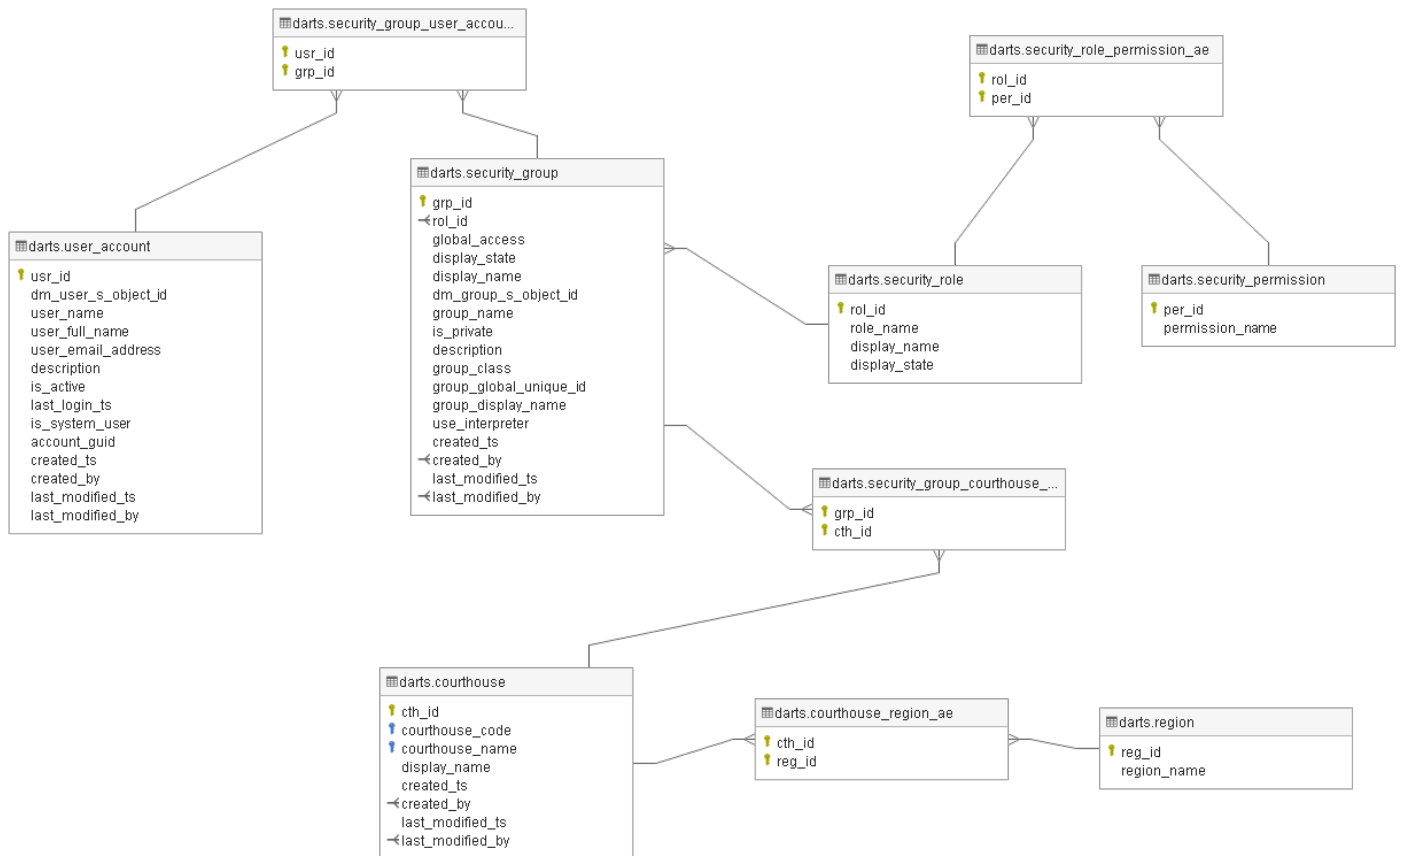 darts.security_group_user_accou...
usr_id
grp_id
darts.security_role_permission_ae
rol_id
per_id
darts.security_group
grp_id
rol_id
global_access
display_state
display_name
dm_group_s_object_id
group_name
is_private
description
group_class
group_global_unique_id
group_display_name
use_interpreter
created_ts
created_by
last_modified_ts
last_modified_by
darts.user_account
usr_id
dm_user_s_object_id
user_name
user_full_name
user_email_address
description
is_active
last_login_ts
is_system_user
account_guid
created_ts
created_by
last_modified_ts
last_modified_by
darts.security_role
rol_id
role_name
display_name
display_state
darts.security_permission
per_id
permission_name
darts.security_group_courthouse_...
grp_id
cth_id
darts.courthouse
cth_id
courthouse_code
courthouse_name
display_name
created_ts
created_by
last_modified_ts
last_modified_by
darts.courthouse_region_ae
cth_id
reg_id
darts.region
reg_id
region_name